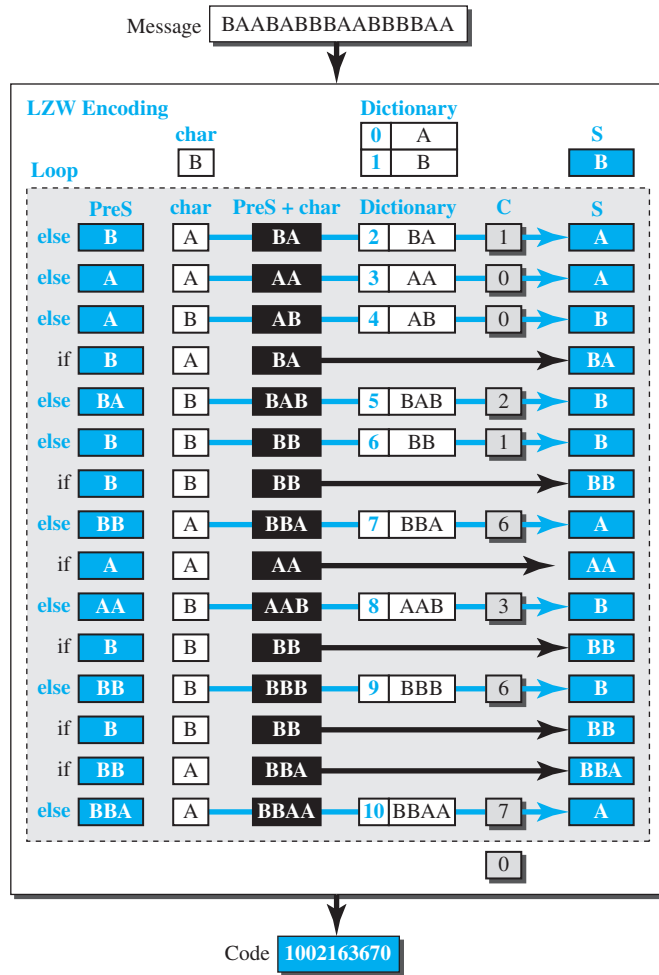 Message BAABABBBAABBBBAA
LZW Encoding Dictionary
char 0 A S
B 1 B B
Loop
PreS char PreS + char Dictionary C S
else B A BA 2 BA 1 A
else A A AA 3 AA 0 A
else A B AB 4 AB 0 B
if B A BA BA
else BA B BAB 5 BAB 2 B
else B B BB 6 BB 1 B
if B B BB BB
else BB A BBA 7 BBA 6 A
if A A AA AA
else AA B AAB 8 AAB 3 B
if B B BB BB
else BB B BBB 9 BBB 6 B
if B B BB BB
if BB A BBA BBA
else BBA A BBAA 10 BBAA 7 A
0
Code 1002163670